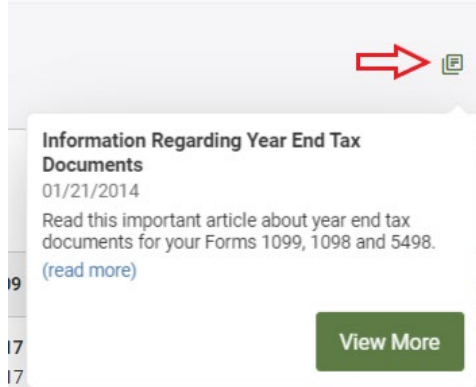 Information Regarding Year End Tax
Documents
01/21/2014
Read this important article about year end tax
documents for your Forms 1099, 1098 and 5498.
(read more)
View More